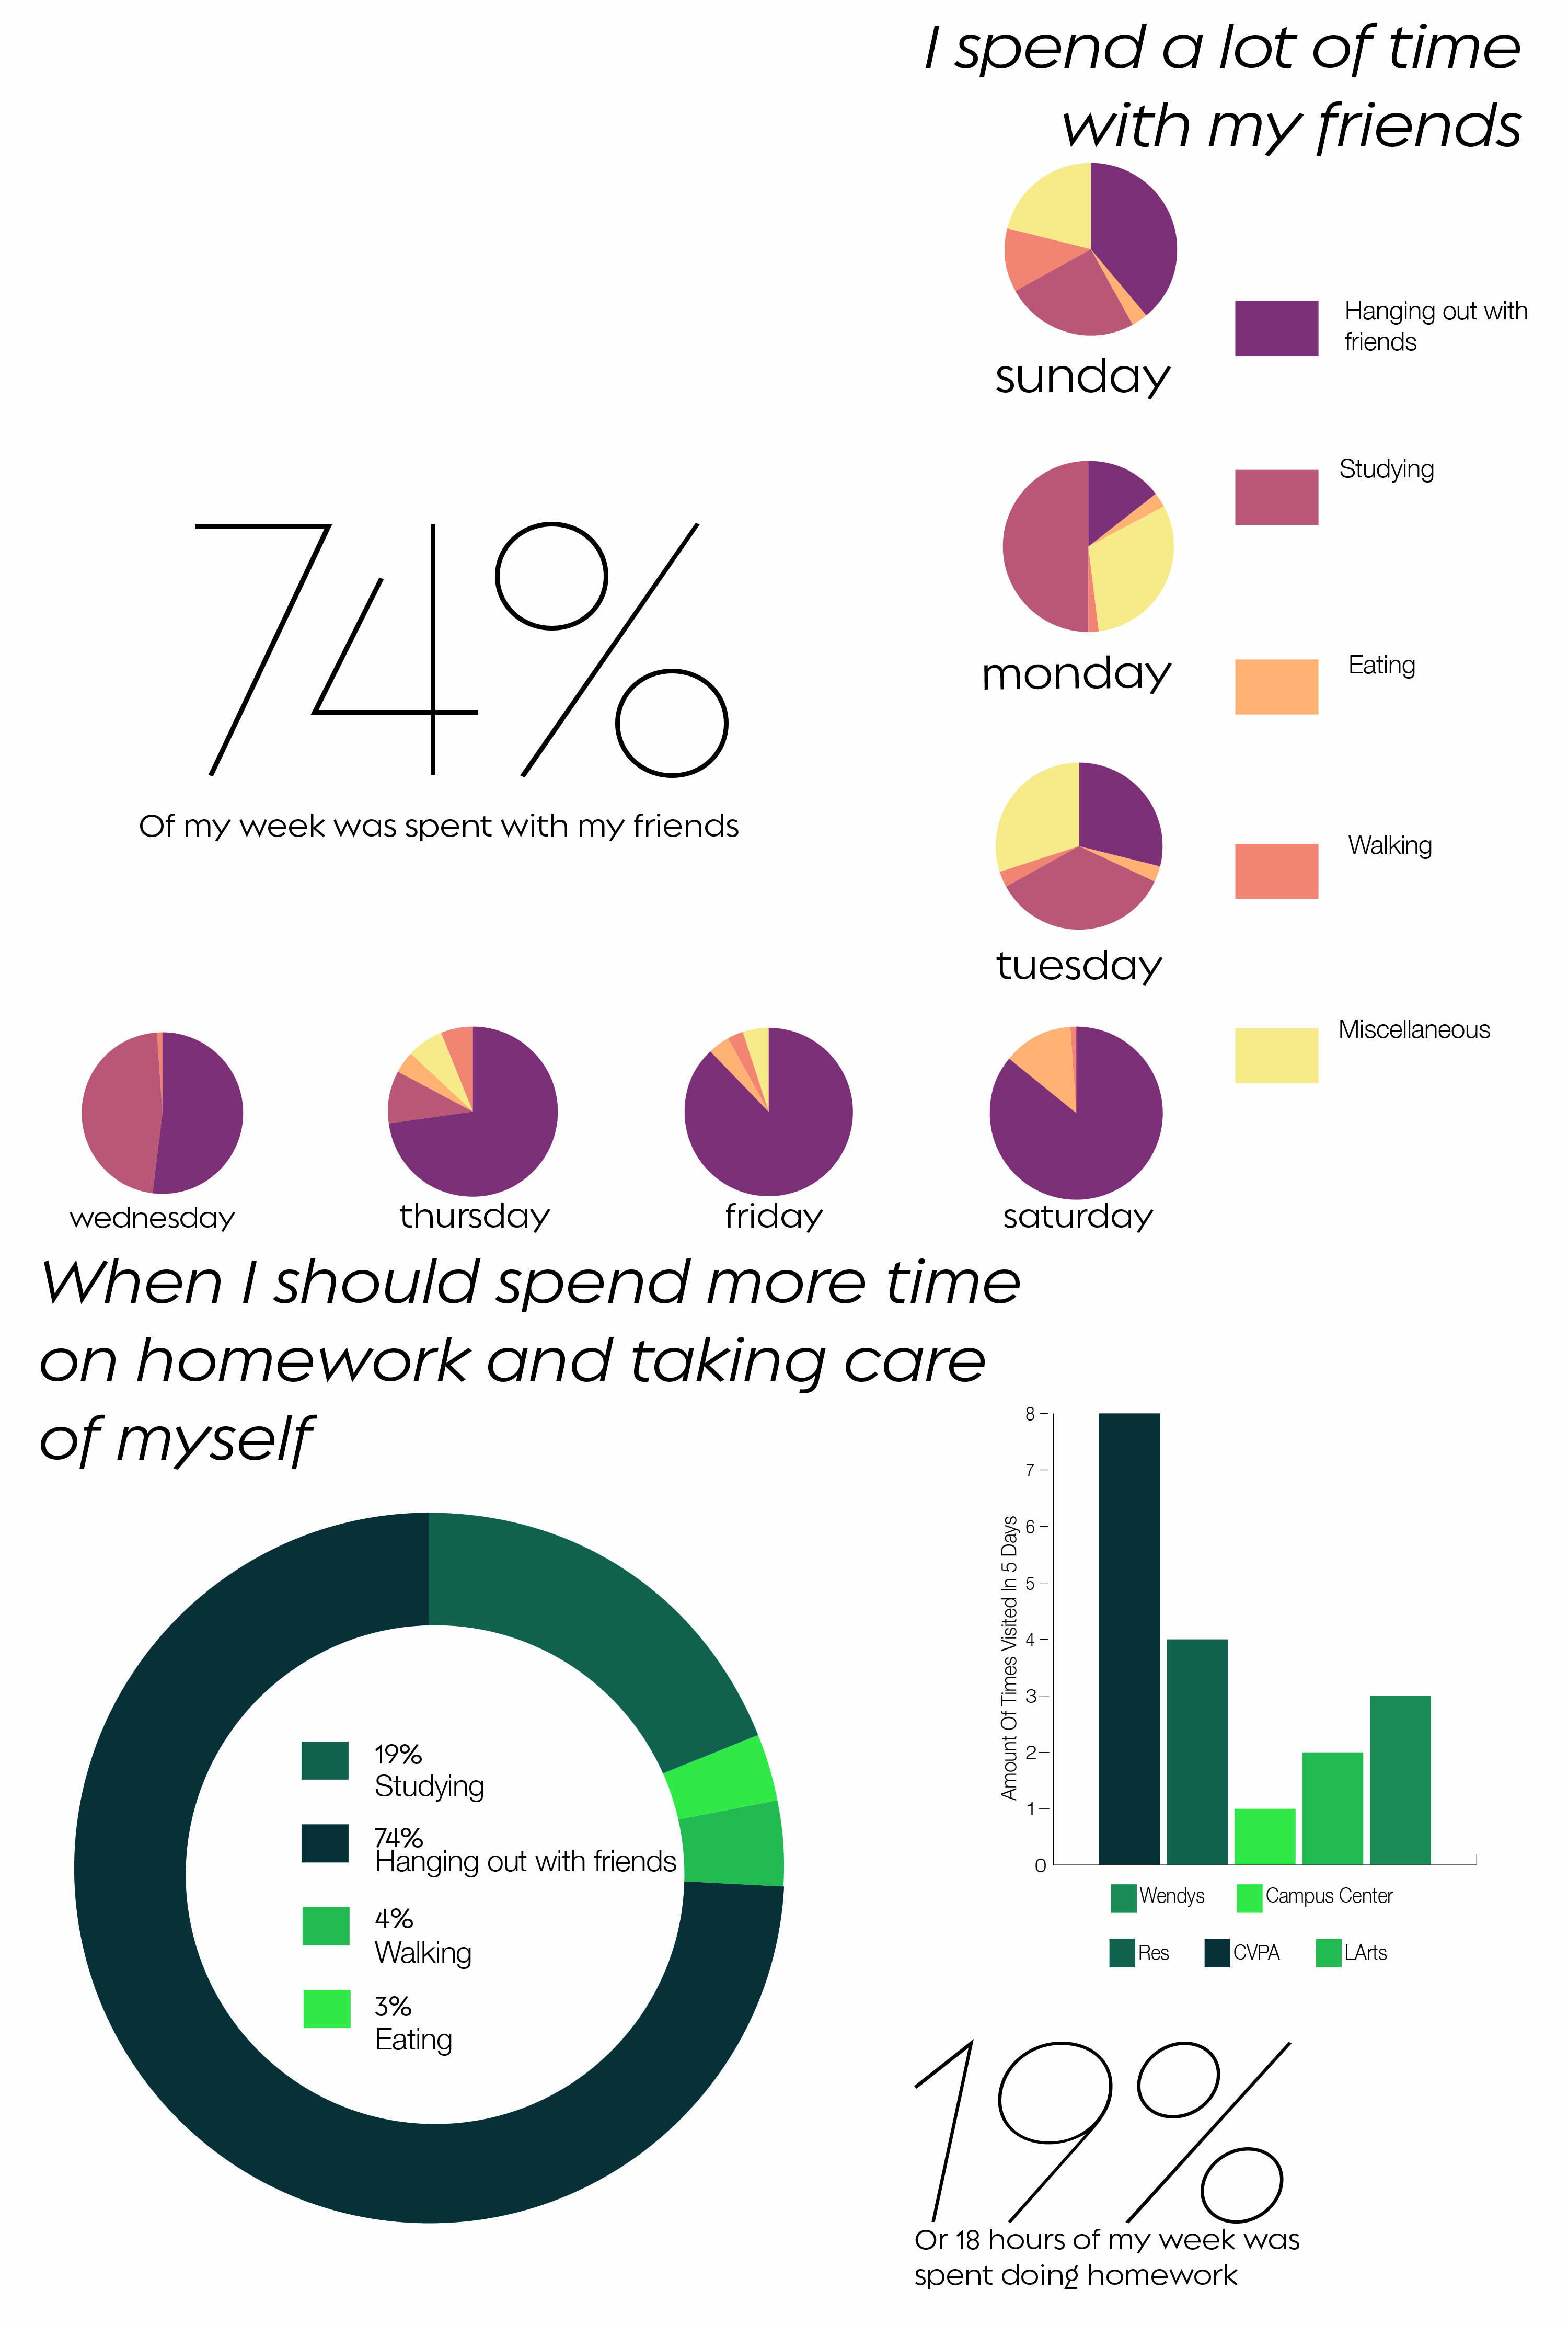 I spend a lot of time
with my friends
sunday
Hanging out with
friends
monday
Studying
Eating
74%
Of my week was spent with my friends
tuesday
Walking
Miscellaneous
wednesday
thursday
friday
saturday
When I should spend more time
on homework and taking care
of myself
19%
Studying
74%
Hanging out with friends
4%
Walking
3%
Eating
Amount Of Times Visited In 5 Days
8
7
6
5
4
3
2
1
0
Wendys
Campus Center
Res
CVPA
LArts
19%
Or 18 hours of my week was
spent doing homework